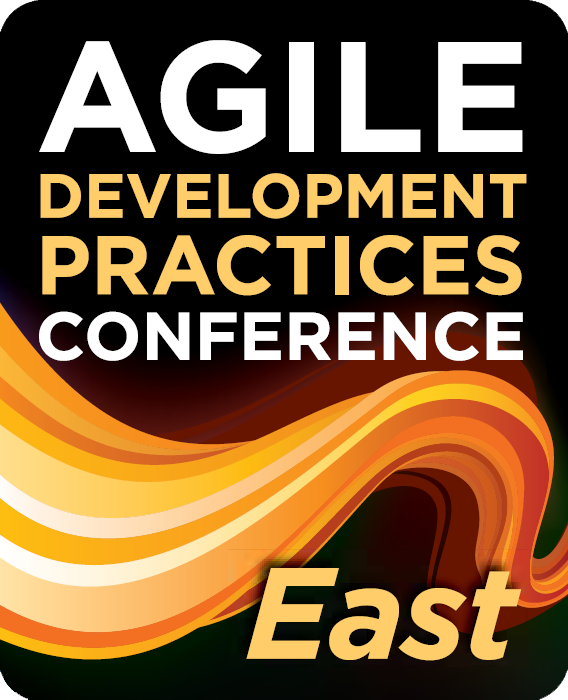 AGILE
DEVELOPMENT
PRACTICES
CONFERENCE
East